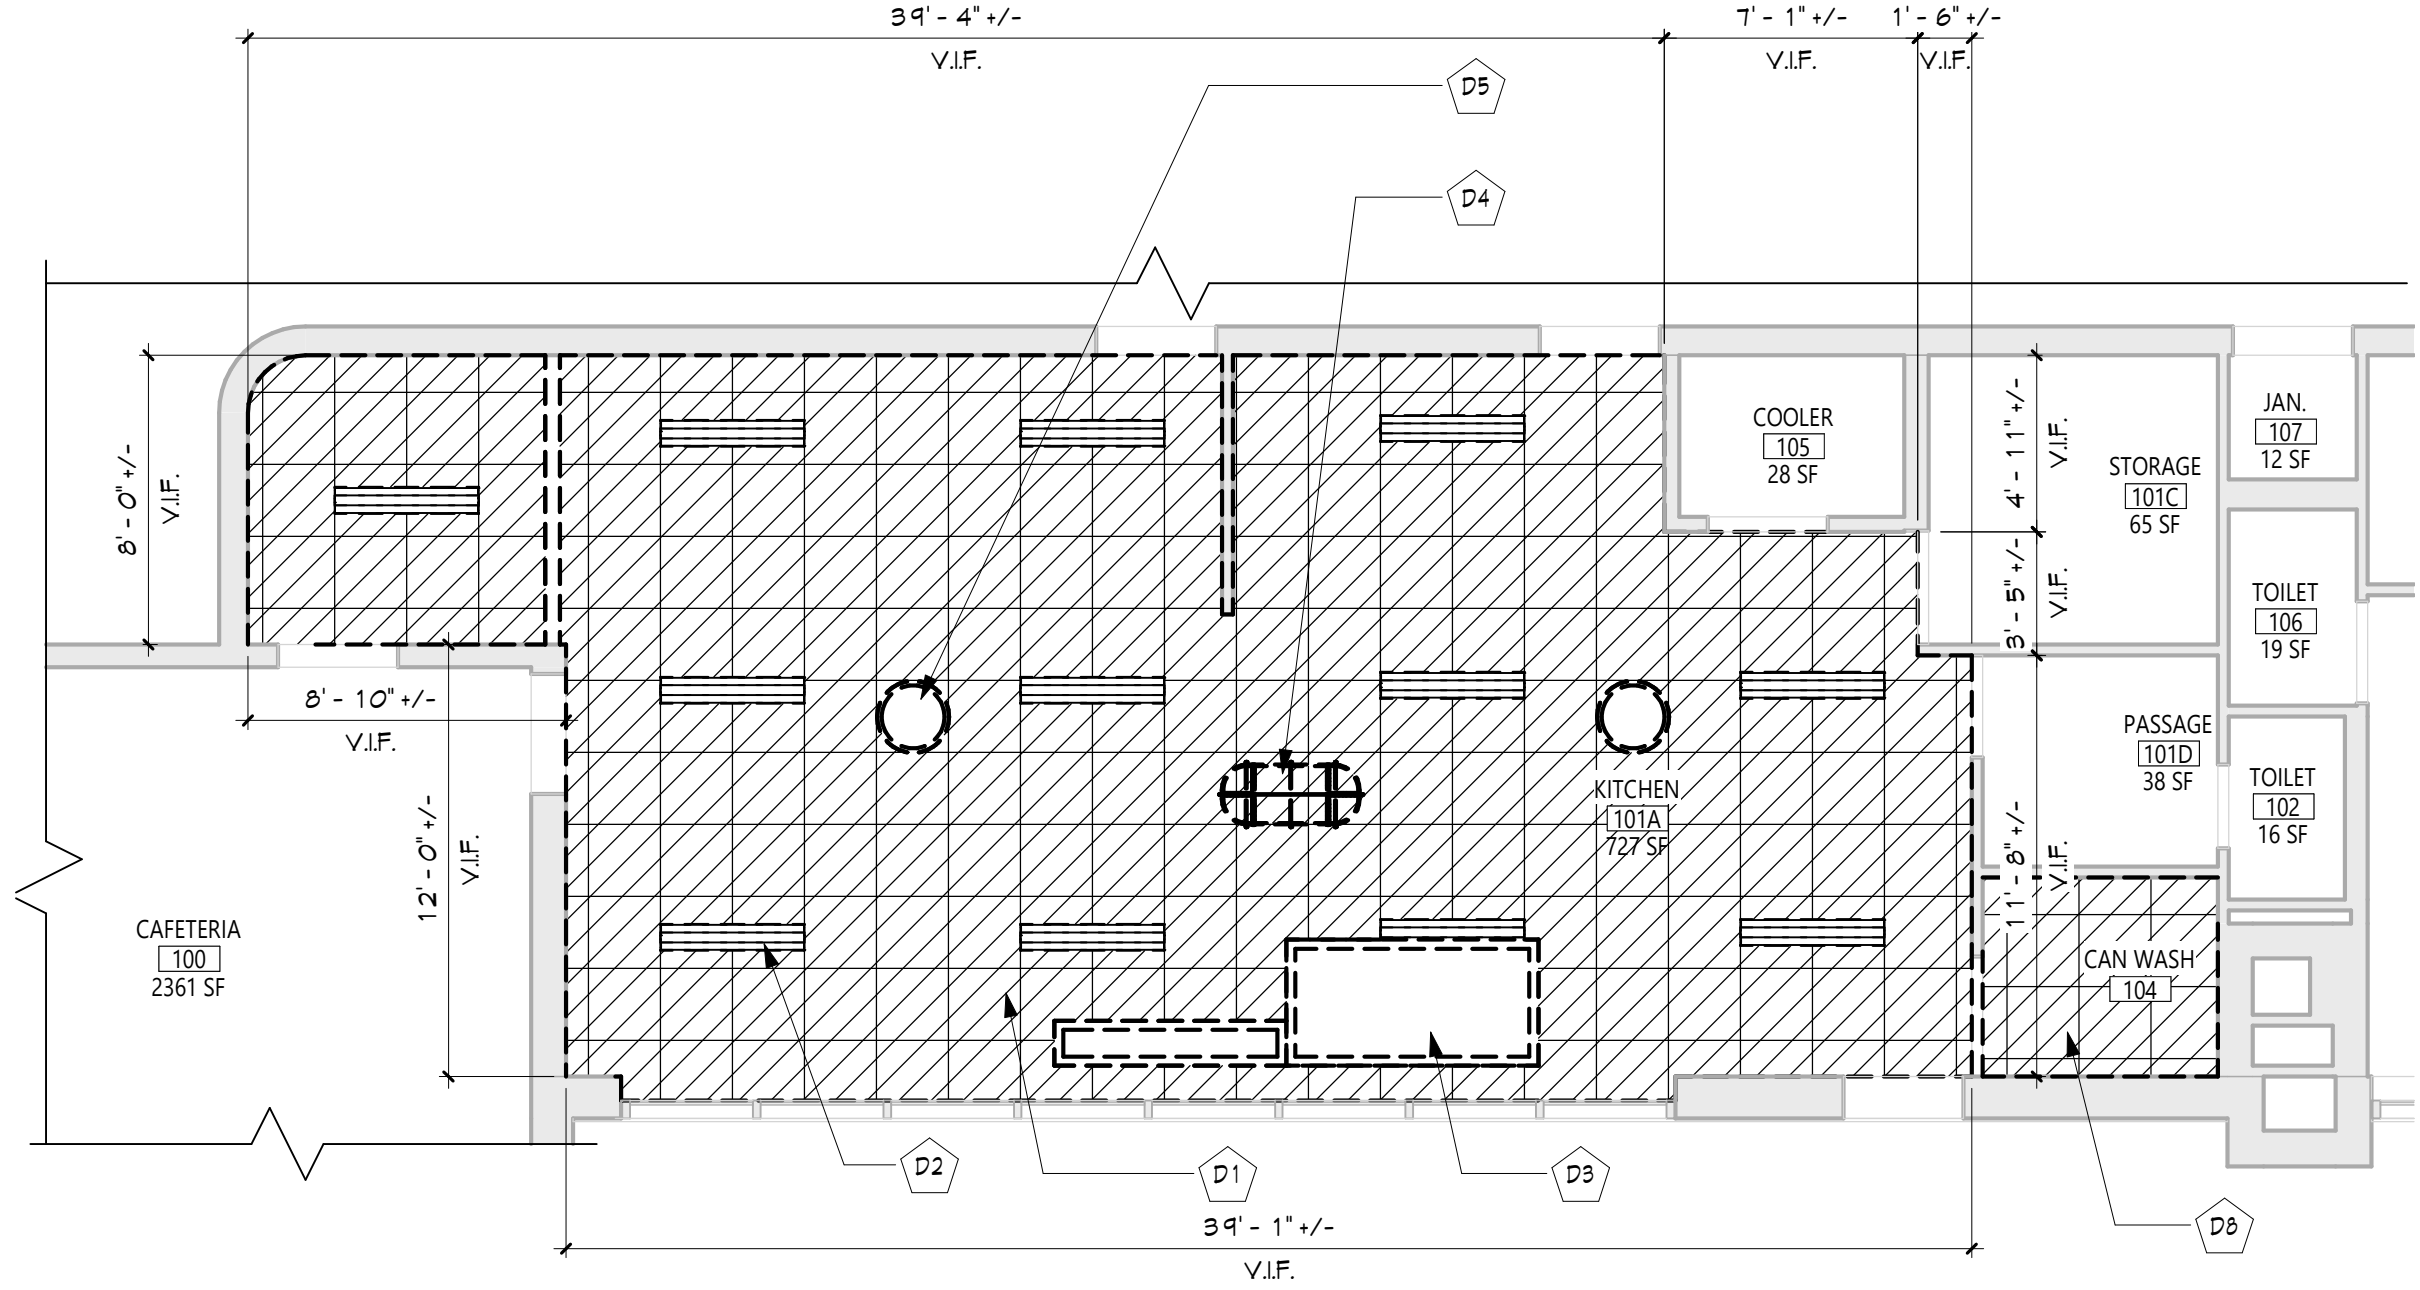 39' - 4" +/-
V.I.F.
7' - 1" +/-
V.I.F.
1' - 6" +/-
V.I.F.
D5
D4
8' - 0" +/-
V.I.F.
COOLER
105
28 SF
4' - 11" +/-
V.I.F.
STORAGE
101C
65 SF
JAN.
107
12 SF
3' - 5" +/-
V.I.F.
TOILET
106
19 SF
8' - 10" +/-
V.I.F.
PASSAGE
101D
38 SF
TOILET
102
16 SF
KITCHEN
101A
727 SF
12' - 0" +/-
V.I.F.
11' - 8" +/-
V.I.F.
CAFETERIA
100
2361 SF
CAN WASH
104
D2
D1
D3
D8
39' - 1" +/-
V.I.F.